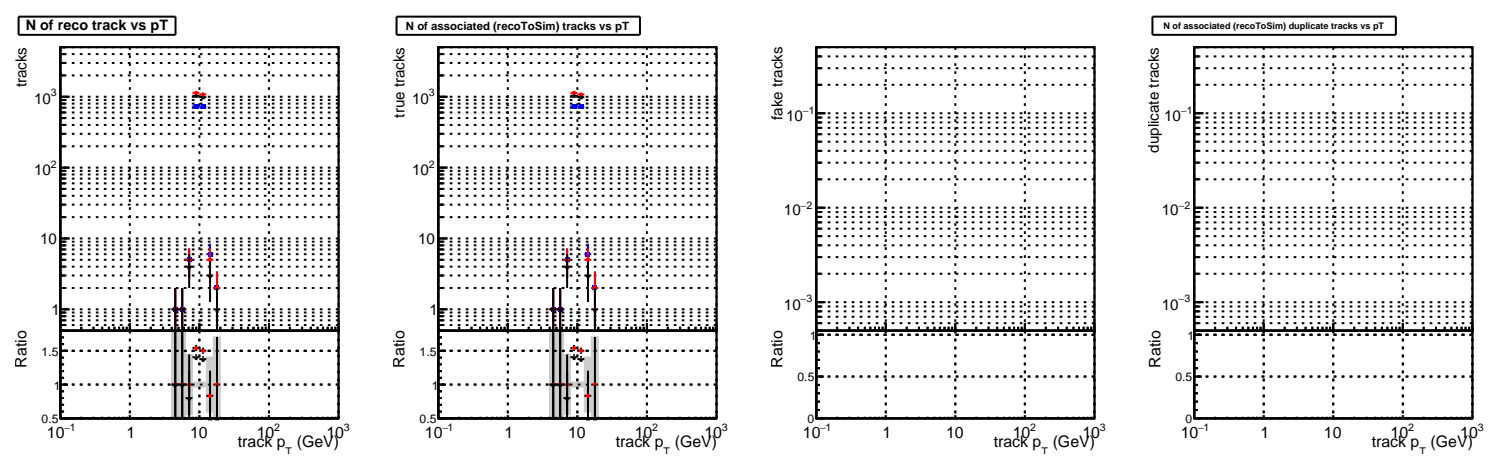 N of reco track vs pT
tracks
10³
10²
10
1
Ratio
1.5
1
0.5
10⁻¹ 1 10 10² 10³
track p_T (GeV)
N of associated (recoToSim) tracks vs pT
true tracks
10³
10²
10
1
Ratio
1.5
1
0.5
10⁻¹ 1 10 10² 10³
track p_T (GeV)
fake tracks
10⁻¹
10⁻²
10⁻³
Ratio
1
0.5
0
10⁻¹ 1 10 10² 10³
track p_T (GeV)
N of associated (recoToSim) duplicate tracks vs pT
duplicate tracks
10⁻¹
10⁻²
10⁻³
Ratio
1
0.5
0
10⁻¹ 1 10 10² 10³
track p_T (GeV)